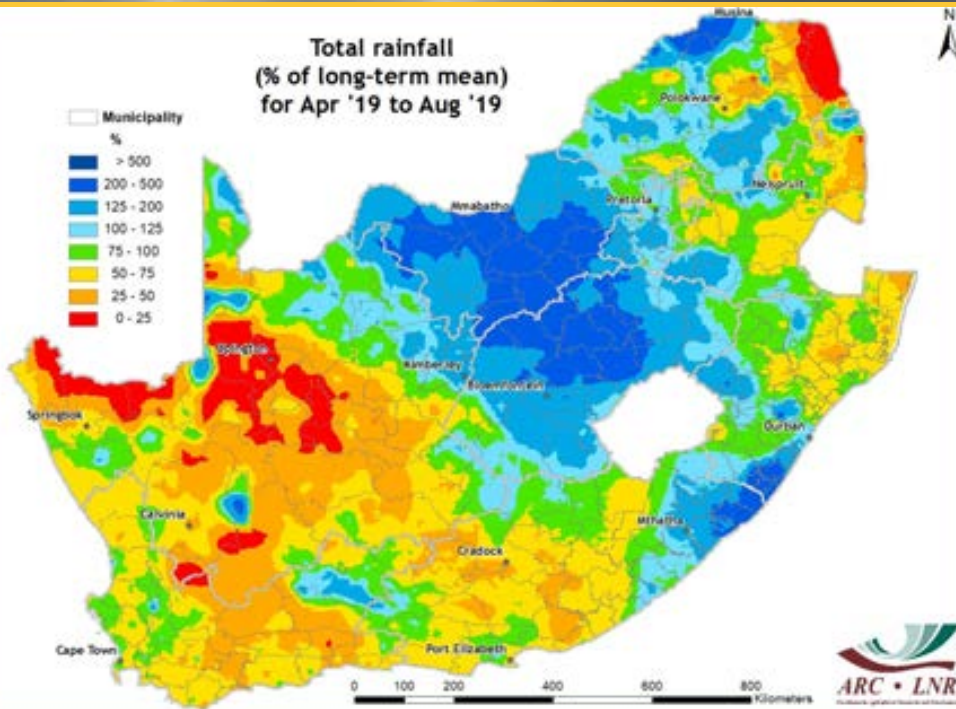 Total rainfall
(% of long-term mean)
for Apr '19 to Aug '19
N
Municipality
%
> 500
200 - 500
125 - 200
100 - 125
75 - 100
50 - 75
25 - 50
0 - 25
Musina
Polokwane
Nelspruit
Pretoria
Mmabatho
Upington
Kimberley
Bloemfontein
Springbok
Durban
Mthatha
Calvinia
Cradock
Cape Town
Port Elizabeth
0 100 200 400 600 800
Kilometers
ARC • LNR